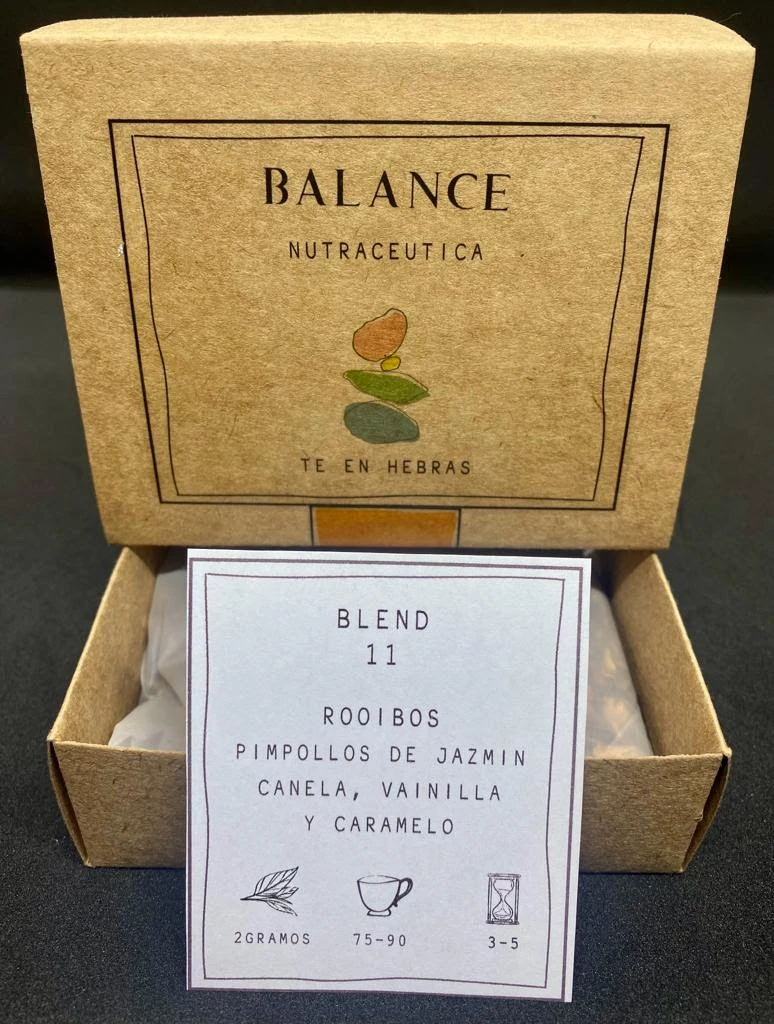 BALANCE
NUTRACEUTICA
TE EN HEBRAS
BLEND
11
ROOIBOS
PIMPOLLOS DE JAZMIN
CANELA, VAINILLA
Y CARAMELO
2GRAMOS 75-90 3-5